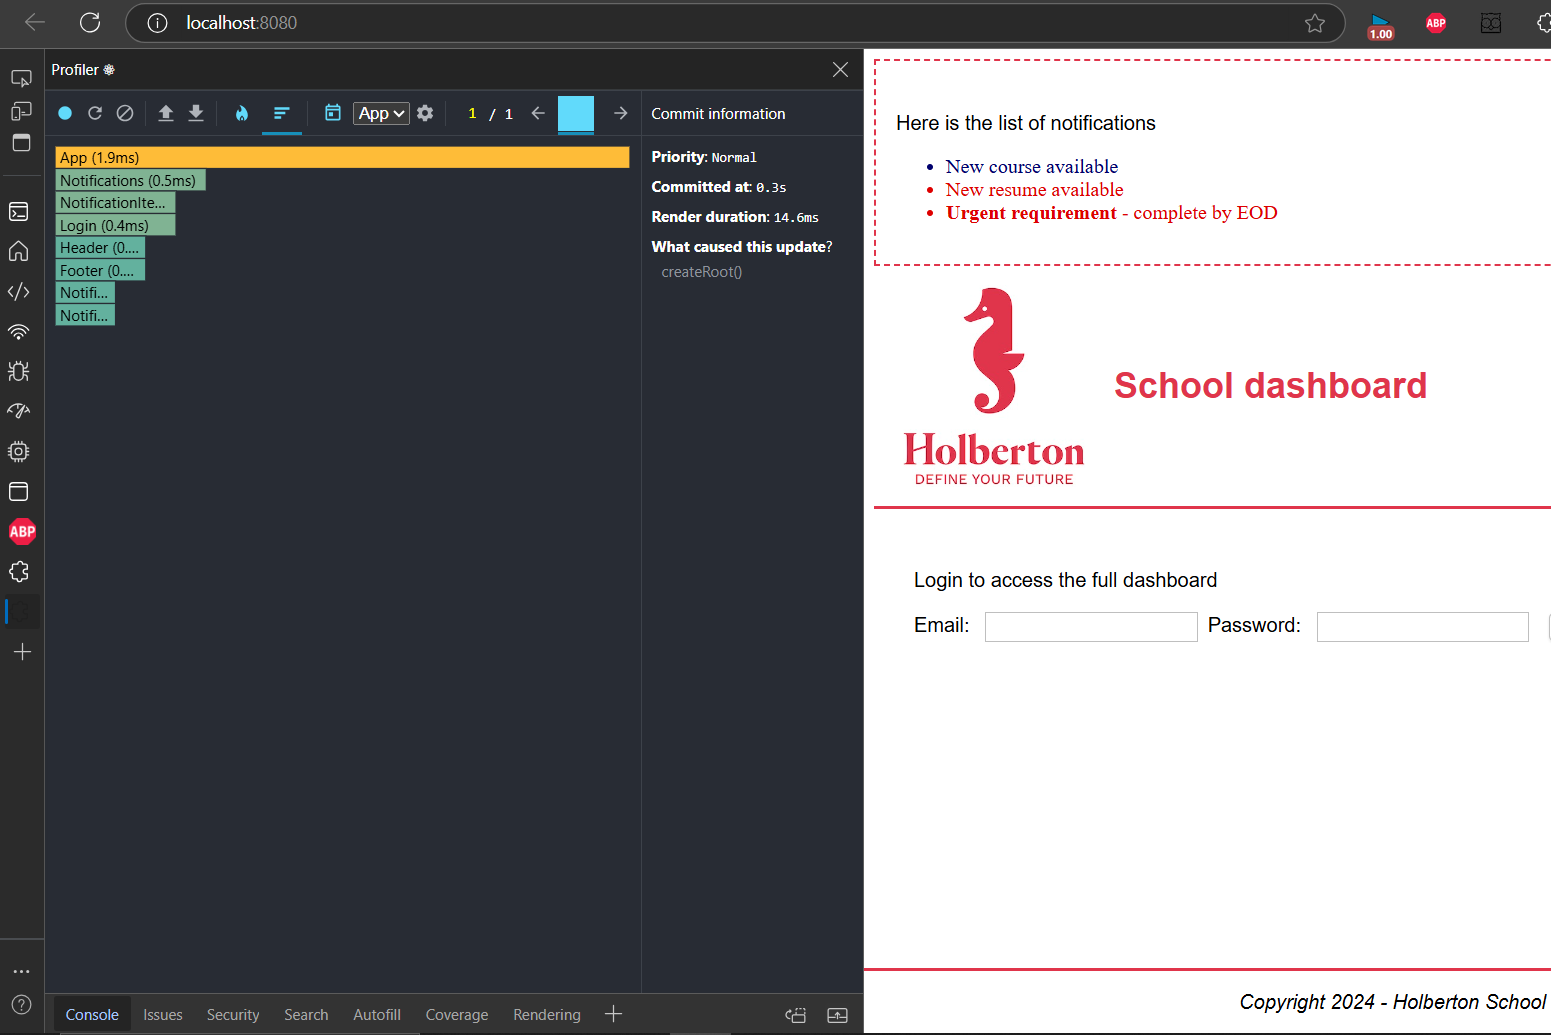 localhost:8080
1.00
ABP
Profiler
App
1 / 1
Commit information
App (1.9ms)
Notifications (0.5ms)
NotificationIte...
Login (0.4ms)
Header (0....
Footer (0....
Notifi...
Notifi...
Priority: Normal
Committed at: 0.3s
Render duration: 14.6ms
What caused this update?
createRoot()
ABP
Console
Issues
Security
Search
Autofill
Coverage
Rendering
Here is the list of notifications
New course available
New resume available
Urgent requirement - complete by EOD
Holberton
DEFINE YOUR FUTURE
School dashboard
Login to access the full dashboard
Email:
Password:
Copyright 2024 - Holberton School